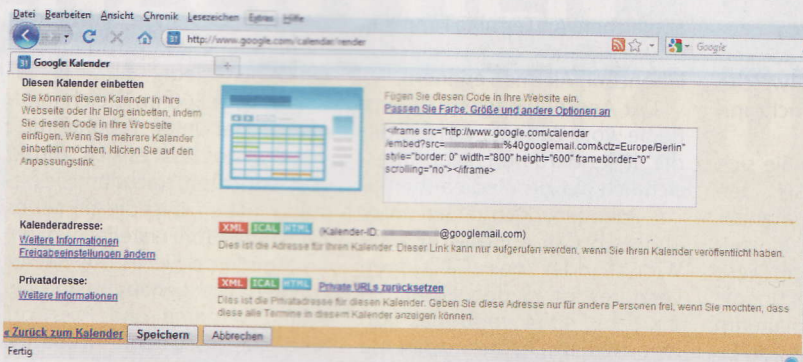 Datei Bearbeiten Ansicht Chronik Lesezeichen Extras Hilfe
http://www.google.com/calendar/render
Google
31 Google Kalender
Diesen Kalender einbetten
Sie können diesen Kalender in Ihre
Webseite oder Ihr Blog einbetten, indem
Sie diesen Code in Ihre Webseite
einfügen. Wenn Sie mehrere Kalender
einbetten möchten, klicken Sie auf den
Anpassungslink.
Fügen Sie diesen Code in Ihre Website ein.
Passen Sie Farbe, Größe und andere Optionen an
<iframe src="http://www.google.com/calendar
/embed?src= %40googlemail.com&ctz=Europe/Berlin"
style="border: 0" width="800" height="600" frameborder="0"
scrolling="no"></iframe>
Kalenderadresse:
Weitere Informationen
Freigabeeinstellungen ändern
XML ICAL HTML (Kalender-ID: @googlemail.com)
Dies ist die Adresse für Ihren Kalender. Dieser Link kann nur aufgerufen werden, wenn Sie Ihren Kalender veröffentlicht haben.
Privatadresse:
Weitere Informationen
XML ICAL HTML Private URLs zurücksetzen
Dies ist die Privatadresse für diesen Kalender. Geben Sie diese Adresse nur für andere Personen frei, wenn Sie möchten, dass
diese alle Termine in diesem Kalender anzeigen können.
« Zurück zum Kalender Speichern Abbrechen
Fertig